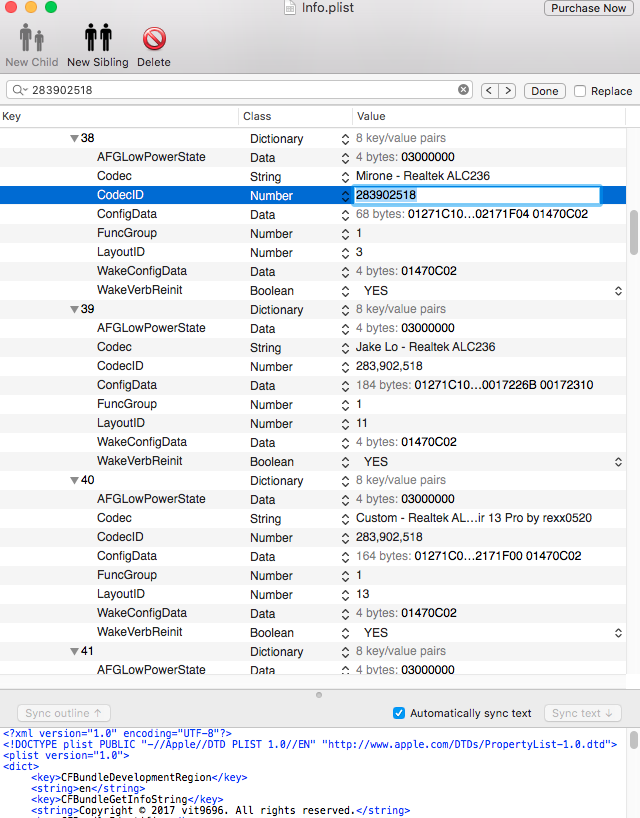 Info.plist
Purchase Now
New Child New Sibling Delete
283902518 Done Replace
Key Class Value
38 Dictionary 8 key/value pairs
AFGLowPowerState Data 4 bytes: 03000000
Codec String Mirone - Realtek ALC236
CodecID Number 283902518
ConfigData Data 68 bytes: 01271C10...02171F04 01470C02
FuncGroup Number 1
LayoutID Number 3
WakeConfigData Data 4 bytes: 01470C02
WakeVerbReinit Boolean YES
39 Dictionary 8 key/value pairs
AFGLowPowerState Data 4 bytes: 03000000
Codec String Jake Lo - Realtek ALC236
CodecID Number 283,902,518
ConfigData Data 184 bytes: 01271C10...0017226B 00172310
FuncGroup Number 1
LayoutID Number 11
WakeConfigData Data 4 bytes: 01470C02
WakeVerbReinit Boolean YES
40 Dictionary 8 key/value pairs
AFGLowPowerState Data 4 bytes: 03000000
Codec String Custom - Realtek AL...ir 13 Pro by rexx0520
CodecID Number 283,902,518
ConfigData Data 164 bytes: 01271C0...2171F00 01470C02
FuncGroup Number 1
LayoutID Number 13
WakeConfigData Data 4 bytes: 01470C02
WakeVerbReinit Boolean YES
41 Dictionary 8 key/value pairs
AFGLowPowerState Data 4 bytes: 03000000
Sync outline ↑ Automatically sync text Sync text ↓
<?xml version="1.0" encoding="UTF-8"?>
<!DOCTYPE plist PUBLIC "-//Apple//DTD PLIST 1.0//EN" "http://www.apple.com/DTDs/PropertyList-1.0.dtd">
<plist version="1.0">
<dict>
<key>CFBundleDevelopmentRegion</key>
<string>en</string>
<key>CFBundleGetInfoString</key>
<string>Copyright © 2017 vit9696. All rights reserved.</string>